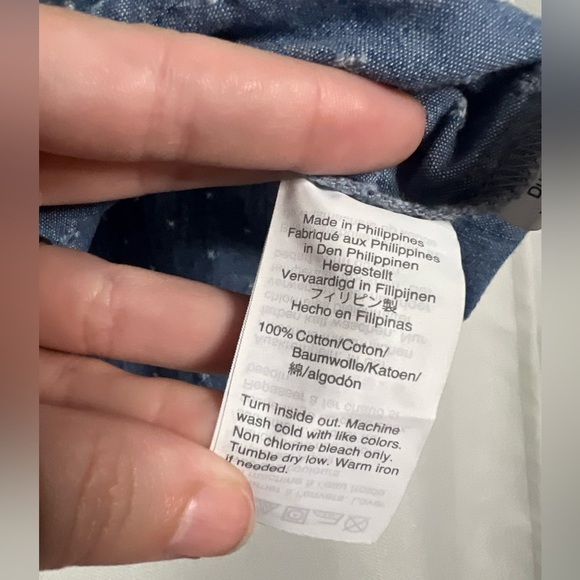 Made in Philippines
Fabriqué aux Philippines
in Den Philippinen
Hergestellt
Vervaardigd in Filipijnen
フィリピン製
Hecho en Filipinas
100% Cotton/Coton/
Baumwolle/Katoen/
綿/algodón
Turn inside out. Machine
wash cold with like colors.
Non chlorine bleach only.
Tumble dry low. Warm iron
if needed.